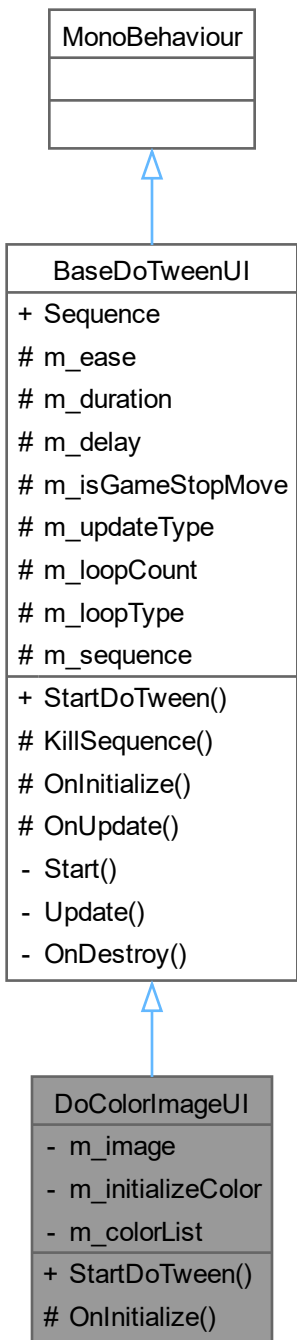 MonoBehaviour
BaseDoTweenUI
+ Sequence
# m_ease
# m_duration
# m_delay
# m_isGameStopMove
# m_updateType
# m_loopCount
# m_loopType
# m_sequence
+ StartDoTween()
# KillSequence()
# OnInitialize()
# OnUpdate()
- Start()
- Update()
- OnDestroy()
DoColorImageUI
- m_image
- m_initializeColor
- m_colorList
+ StartDoTween()
# OnInitialize()